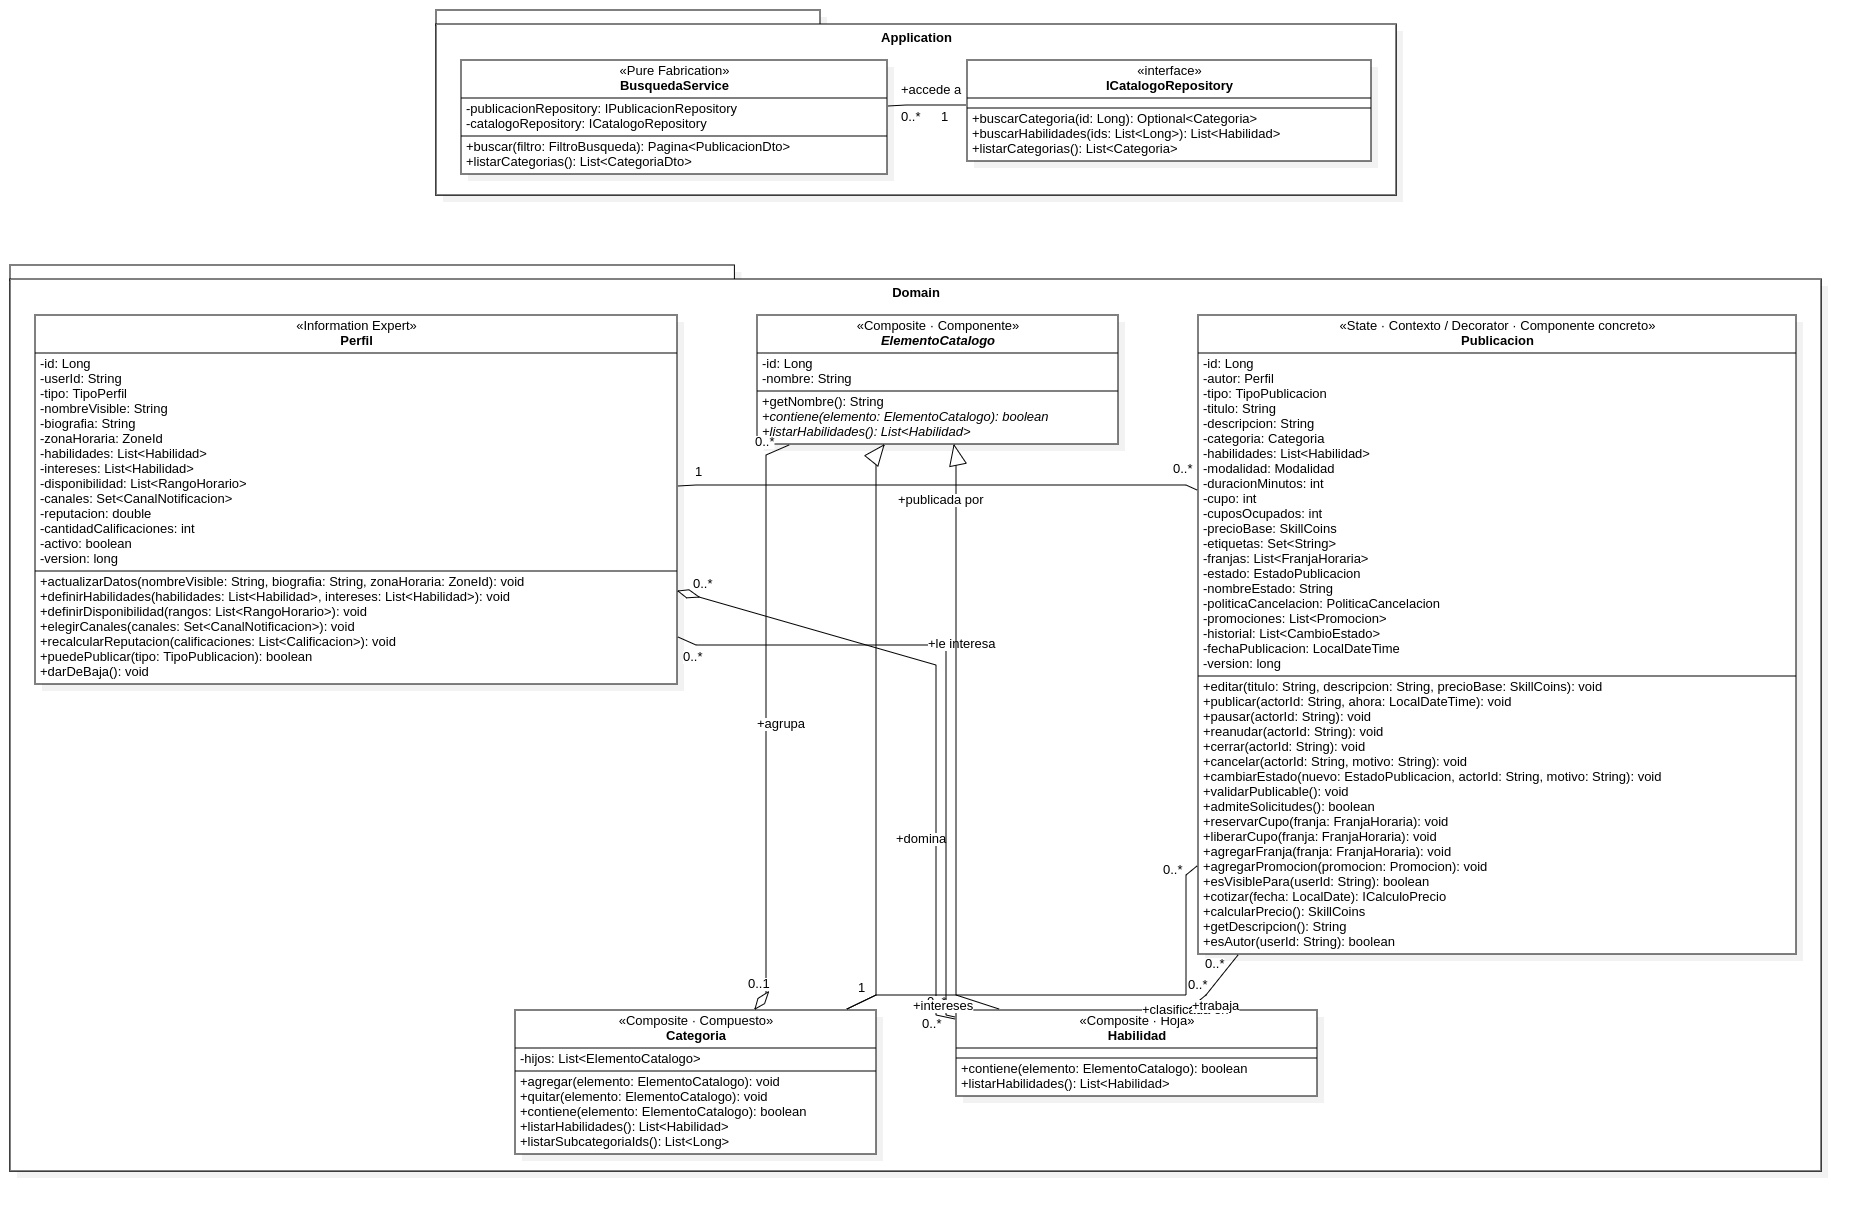 Application
«Pure Fabrication»
BusquedaService
-publicacionRepository: IPublicacionRepository
-catalogoRepository: ICatalogoRepository
+buscar(filtro: FiltroBusqueda): Pagina<PublicacionDto>
+listarCategorias(): List<CategoriaDto>
+accede a
0..*
1
«interface»
ICatalogoRepository
+buscarCategoria(id: Long): Optional<Categoria>
+buscarHabilidades(ids: List<Long>): List<Habilidad>
+listarCategorias(): List<Categoria>
Domain
«Information Expert»
Perfil
-id: Long
-userId: String
-tipo: TipoPerfil
-nombreVisible: String
-biografia: String
-zonaHoraria: ZoneId
-habilidades: List<Habilidad>
-intereses: List<Habilidad>
-disponibilidad: List<RangoHorario>
-canales: Set<CanalNotificacion>
-reputacion: double
-cantidadCalificaciones: int
-activo: boolean
-version: long
+actualizarDatos(nombreVisible: String, biografia: String, zonaHoraria: ZoneId): void
+definirHabilidades(habilidades: List<Habilidad>, intereses: List<Habilidad>): void
+definirDisponibilidad(rangos: List<RangoHorario>): void
+elegirCanales(canales: Set<CanalNotificacion>): void
+recalcularReputacion(calificaciones: List<Calificacion>): void
+puedePublicar(tipo: TipoPublicacion): boolean
+darDeBaja(): void
«Composite · Componente»
ElementoCatalogo
-id: Long
-nombre: String
+getNombre(): String
+contiene(elemento: ElementoCatalogo): boolean
+listarHabilidades(): List<Habilidad>
0..*
«State · Contexto / Decorator · Componente concreto»
Publicacion
-id: Long
-autor: Perfil
-tipo: TipoPublicacion
-titulo: String
-descripcion: String
-categoria: Categoria
-habilidades: List<Habilidad>
-modalidad: Modalidad
-duracionMinutos: int
-cupo: int
-cuposOcupados: int
-precioBase: SkillCoins
-etiquetas: Set<String>
-franjas: List<FranjaHoraria>
-estado: EstadoPublicacion
-nombreEstado: String
-politicaCancelacion: PoliticaCancelacion
-promociones: List<Promocion>
-historial: List<CambioEstado>
-fechaPublicacion: LocalDateTime
-version: long
+editar(titulo: String, descripcion: String, precioBase: SkillCoins): void
+publicar(actorId: String, ahora: LocalDateTime): void
+pausar(actorId: String): void
+reanudar(actorId: String): void
+cerrar(actorId: String): void
+cancelar(actorId: String, motivo: String): void
+cambiarEstado(nuevo: EstadoPublicacion, actorId: String, motivo: String): void
+validarPublicable(): void
+admiteSolicitudes(): boolean
+reservarCupo(franja: FranjaHoraria): void
+liberarCupo(franja: FranjaHoraria): void
+agregarFranja(franja: FranjaHoraria): void
+agregarPromocion(promocion: Promocion): void
+esVisiblePara(userId: String): boolean
+cotizar(fecha: LocalDate): ICalculoPrecio
+calcularPrecio(): SkillCoins
+getDescripcion(): String
+esAutor(userId: String): boolean
1
0..*
+publicada por
0..*
+le interesa
0..*
+agrupa
+domina
0..*
0..*
0..1
1
0..*
+intereses
0..*
+trabaja
«Composite · Compuesto»
Categoria
-hijos: List<ElementoCatalogo>
+agregar(elemento: ElementoCatalogo): void
+quitar(elemento: ElementoCatalogo): void
+contiene(elemento: ElementoCatalogo): boolean
+listarHabilidades(): List<Habilidad>
+listarSubcategoriaIds(): List<Long>
«Composite · Hoja»
Habilidad
+contiene(elemento: ElementoCatalogo): boolean
+listarHabilidades(): List<Habilidad>